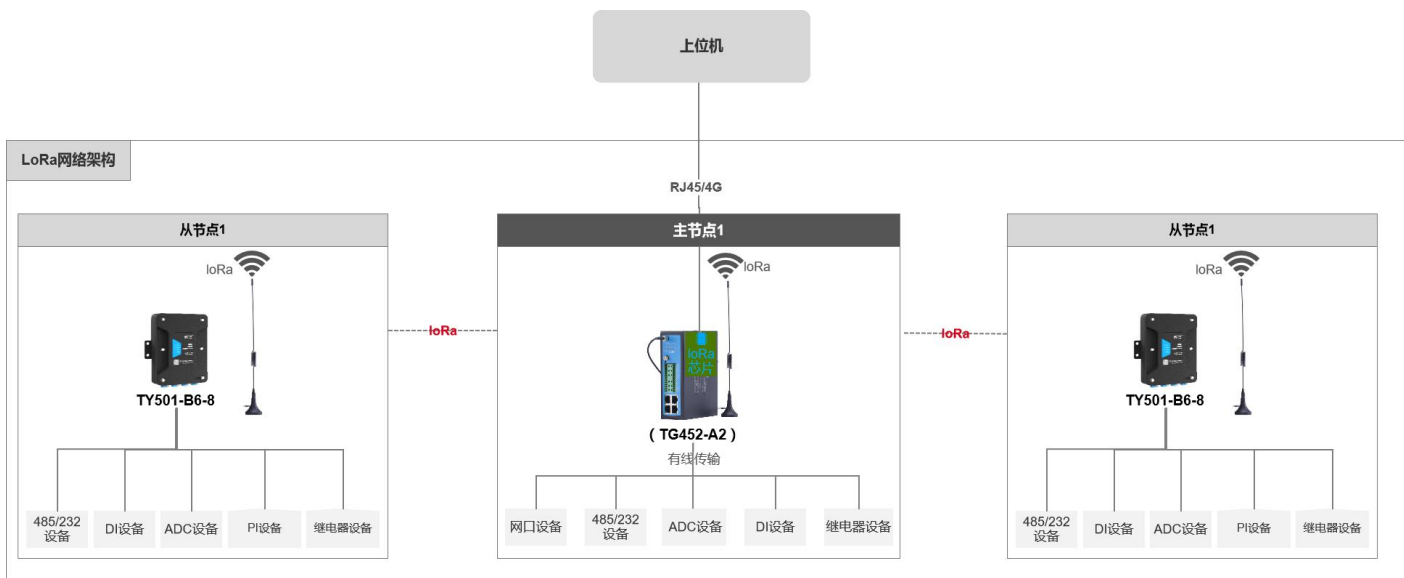 上位机
LoRa网络架构
RJ45/4G
从节点1
loRa
TY501-B6-8
485/232
设备
DI设备
ADC设备
PI设备
继电器设备
loRa
主节点1
loRa
loRa
芯片
( TG452-A2 )
有线传输
网口设备
485/232
设备
ADC设备
DI设备
继电器设备
loRa
从节点1
loRa
TY501-B6-8
485/232
设备
DI设备
ADC设备
PI设备
继电器设备